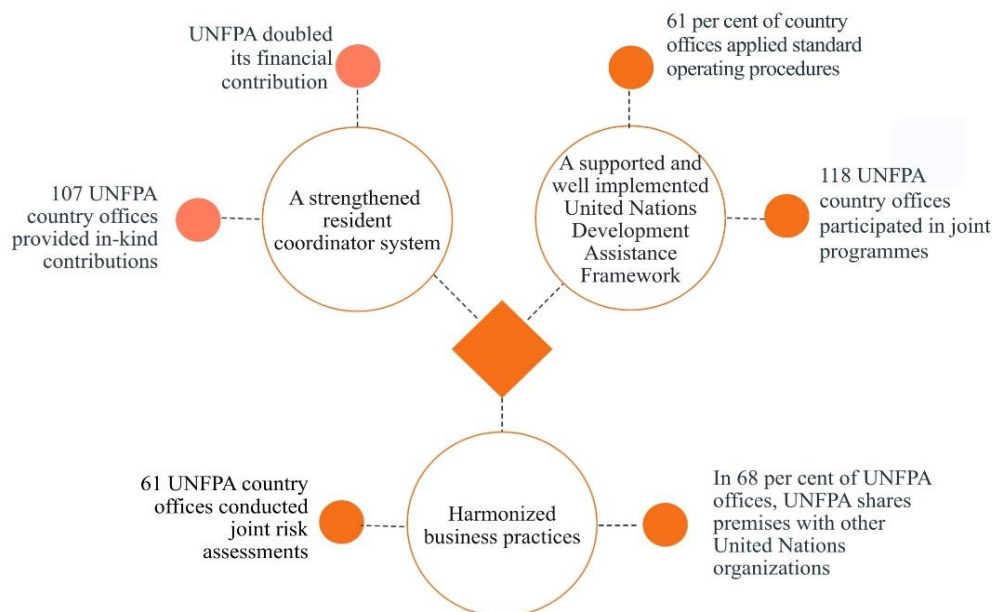 UNFPA doubled
its financial
contribution
107 UNFPA
country offices
provided in-kind
contributions
A strengthened
resident
coordinator system
61 per cent of country
offices applied standard
operating procedures
A supported and
well implemented
United Nations
Development
Assistance
Framework
118 UNFPA
country offices
participated in joint
programmes
61 UNFPA country
offices conducted
joint risk
assessments
Harmonized
business practices
In 68 per cent of UNFPA
offices, UNFPA shares
premises with other
United Nations
organizations